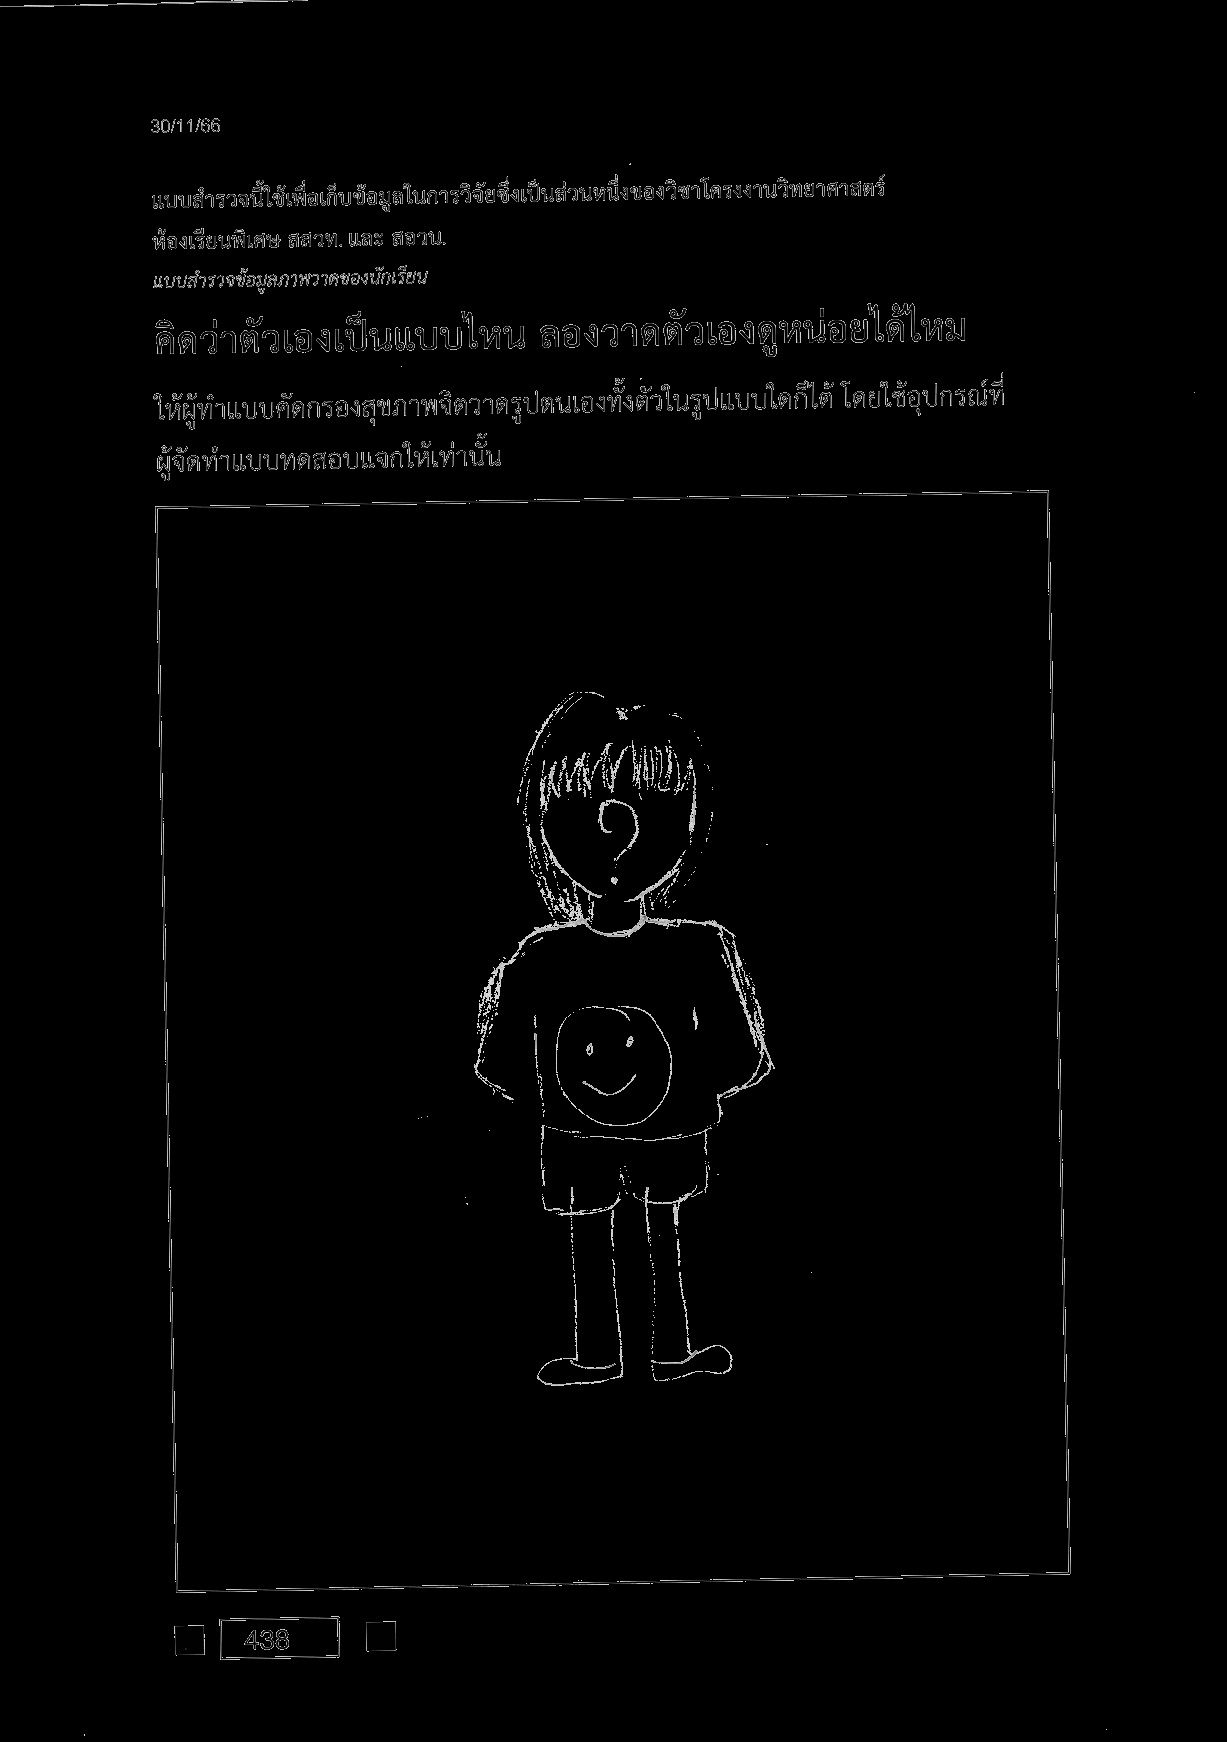 30/11/66
แบบสำรวจนี้ใช้เพื่อเก็บข้อมูลในการวิจัยซึ่งเป็นส่วนหนึ่งของวิชาโครงงานวิทยาศาสตร์
ห้องเรียนพิเศษ สสวท. และ สอวน.
แบบสำรวจข้อมูลภาพวาดของนักเรียน
คิดว่าตัวเองเป็นแบบไหน ลองวาดตัวเองดูหน่อยได้ไหม
ให้ผู้ทำแบบคัดกรองสุขภาพจิตวาดรูปตนเองทั้งตัวในรูปแบบใดก็ได้ โดยใช้อุปกรณ์ที่
ผู้จัดทำแบบทดสอบแจกให้เท่านั้น
?
438